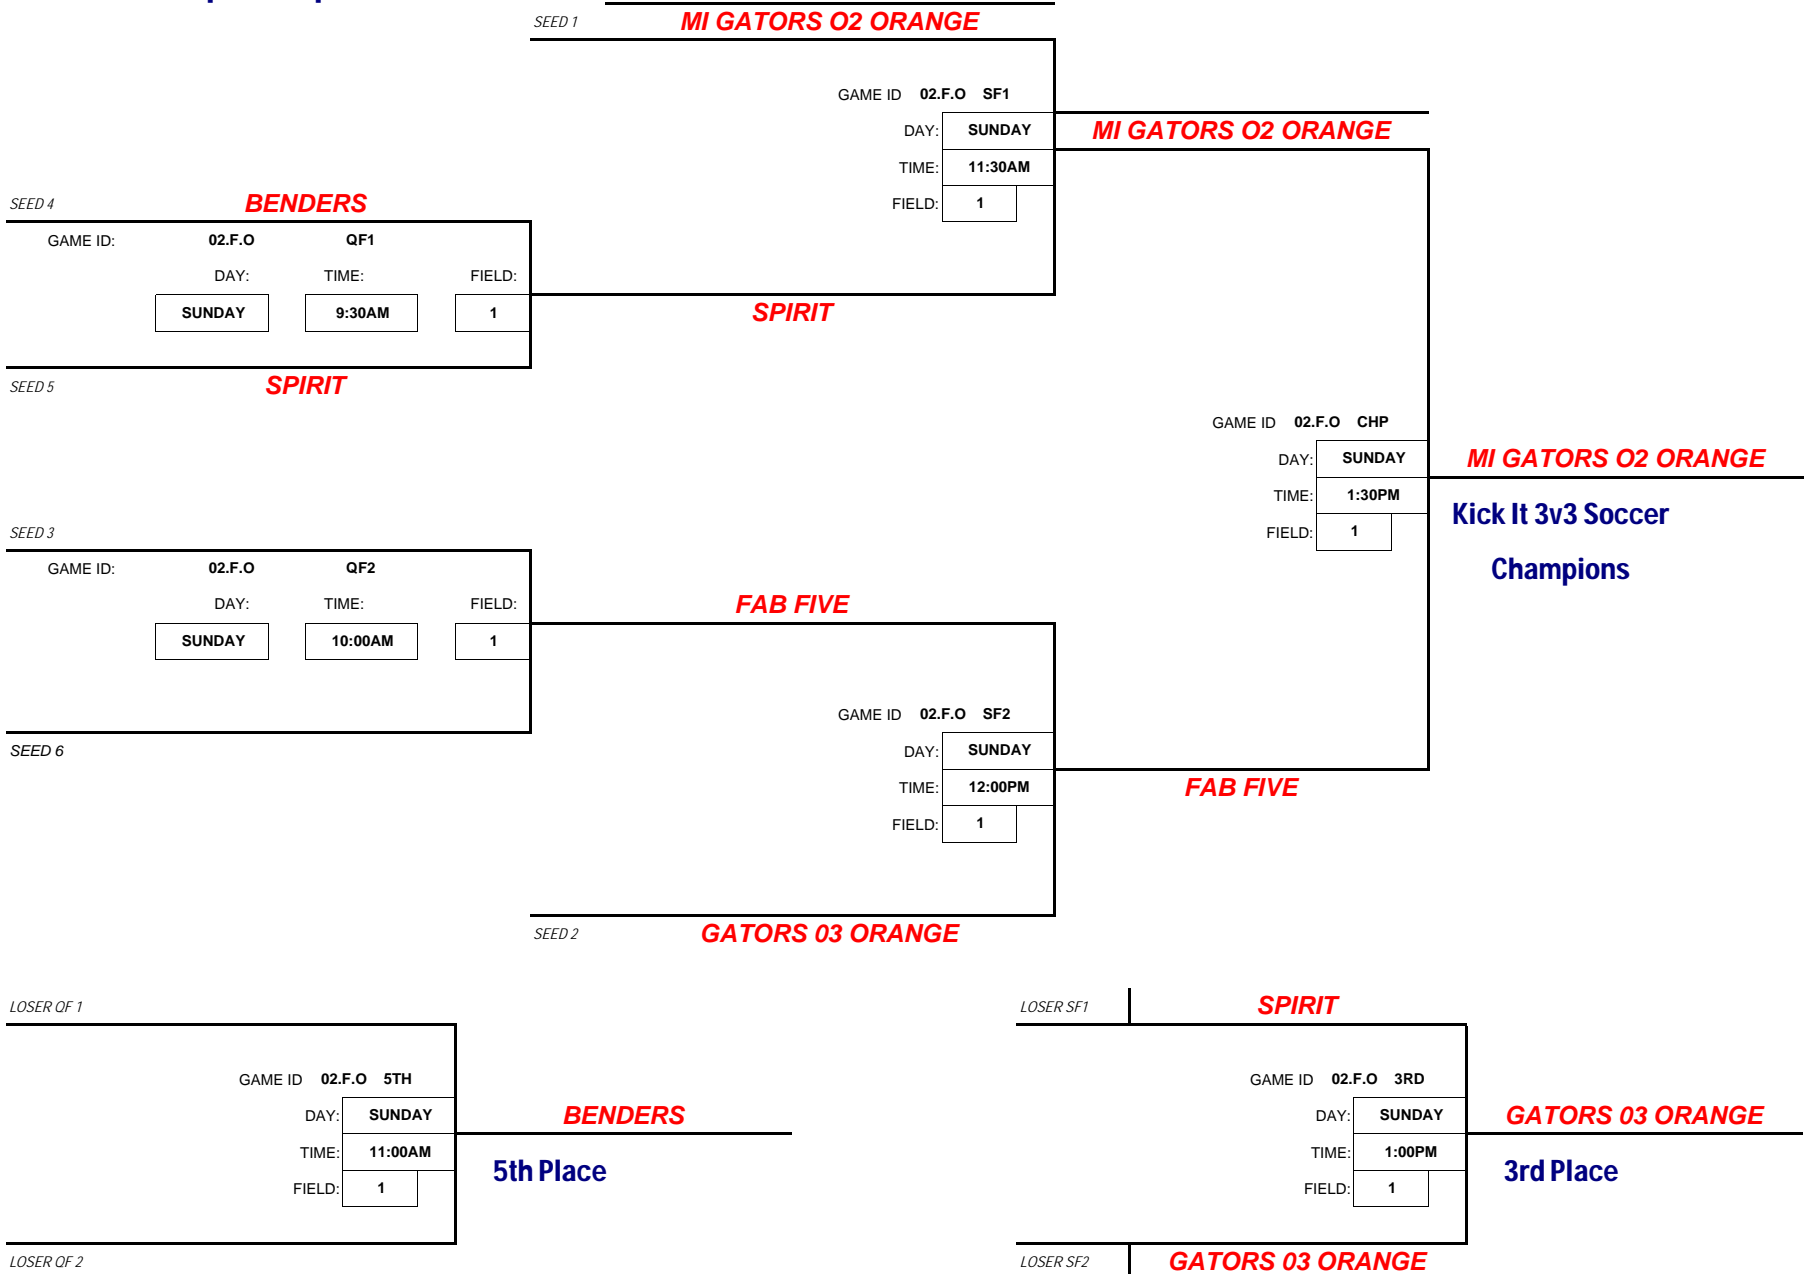 SEED 1 MI GATORS O2 ORANGE
GAME ID 02.F.O SF1
DAY: SUNDAY MI GATORS O2 ORANGE
TIME: 11:30AM
SEED 4 BENDERS FIELD: 1
GAME ID: 02.F.O QF1
DAY: TIME: FIELD:
SUNDAY 9:30AM 1 SPIRIT
SEED 5 SPIRIT
GAME ID 02.F.O CHP
DAY: SUNDAY MI GATORS O2 ORANGE
TIME: 1:30PM
Kick It 3v3 Soccer
SEED 3 FIELD: 1
GAME ID: 02.F.O QF2 Champions
DAY: TIME: FIELD: FAB FIVE
SUNDAY 10:00AM 1
GAME ID 02.F.O SF2
SEED 6 DAY: SUNDAY
TIME: 12:00PM FAB FIVE
FIELD: 1
SEED 2 GATORS 03 ORANGE
LOSER QF 1 LOSER SF1 SPIRIT
GAME ID 02.F.O 5TH GAME ID 02.F.O 3RD
DAY: SUNDAY BENDERS DAY: SUNDAY GATORS 03 ORANGE
TIME: 11:00AM TIME: 1:00PM
5th Place 3rd Place
FIELD: 1 FIELD: 1
LOSER QF 2 LOSER SF2 GATORS 03 ORANGE